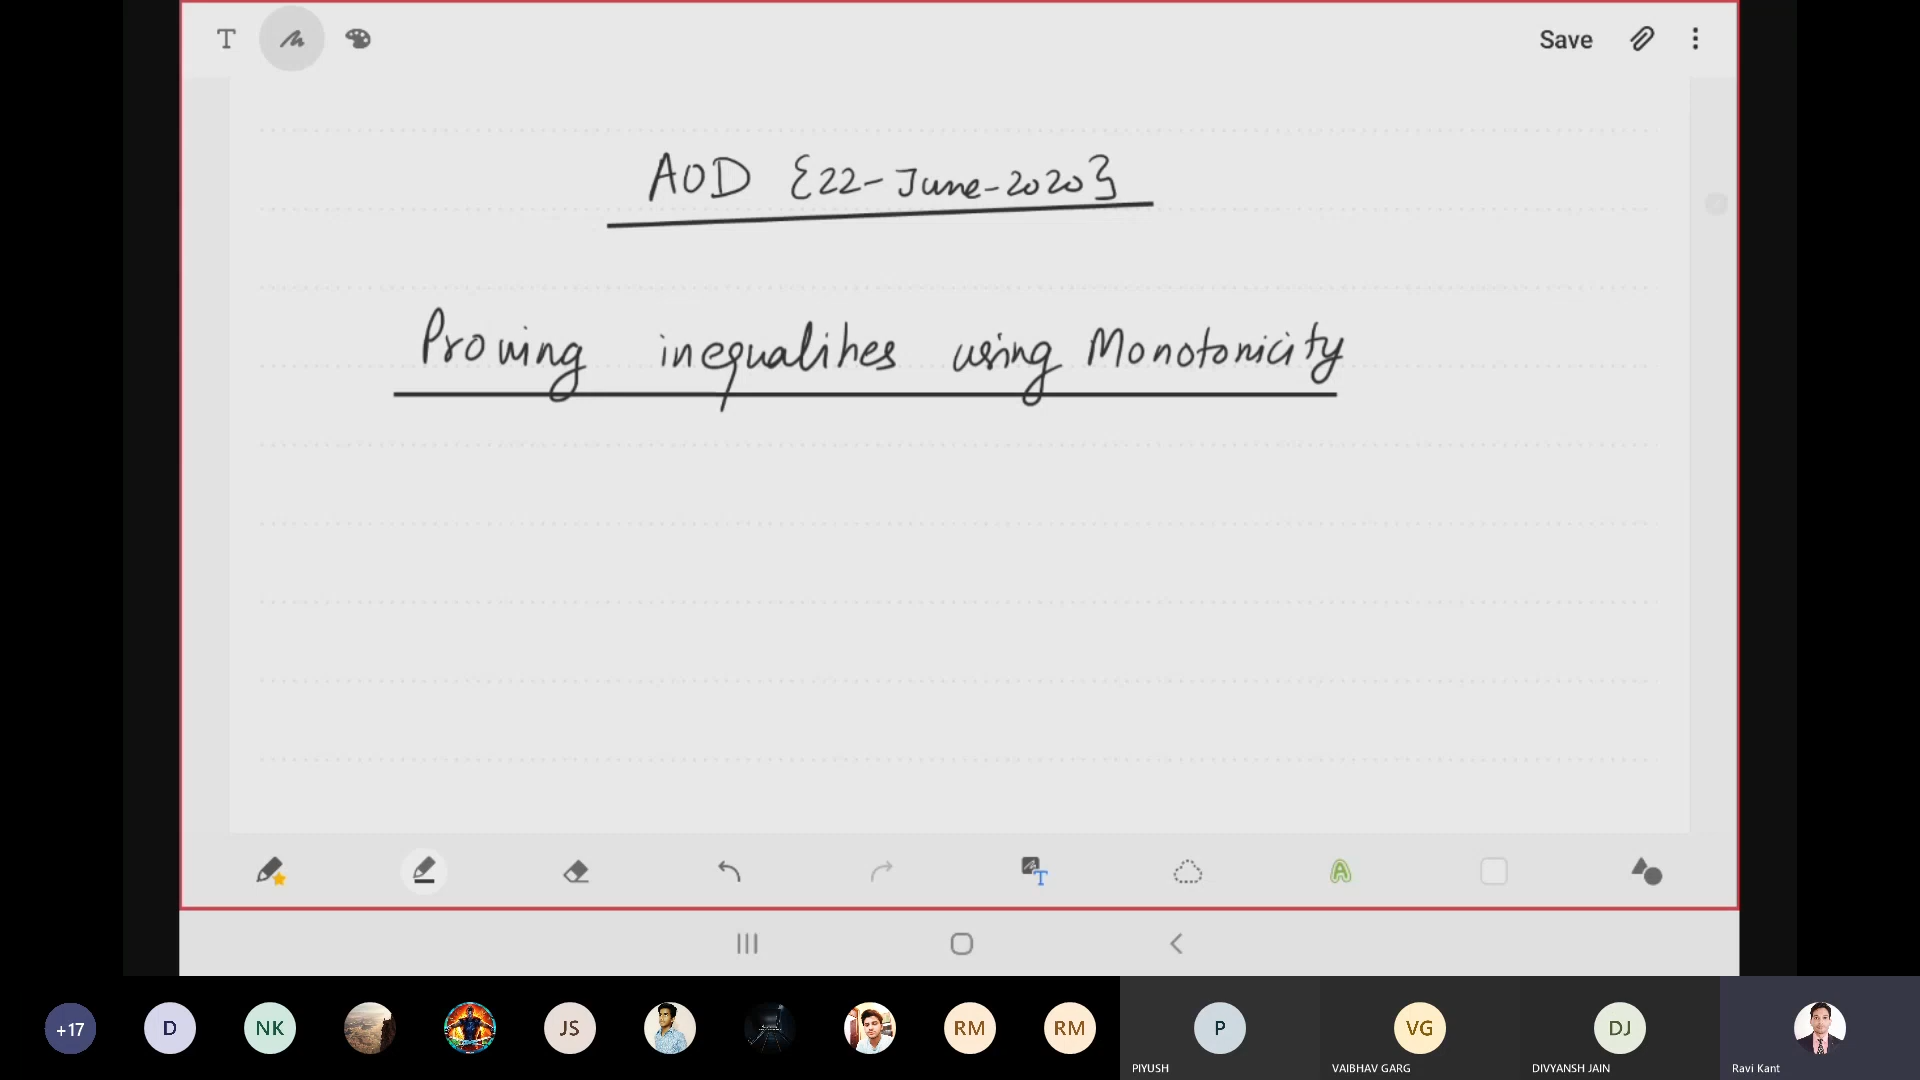 T
Save
AOD {22-June-2020}
Proving inequalities using Monotonicity
T
A
+17
D
NK
JS
RM
RM
P
VG
DJ
PIYUSH
VAIBHAV GARG
DIVYANSH JAIN
Ravi Kant